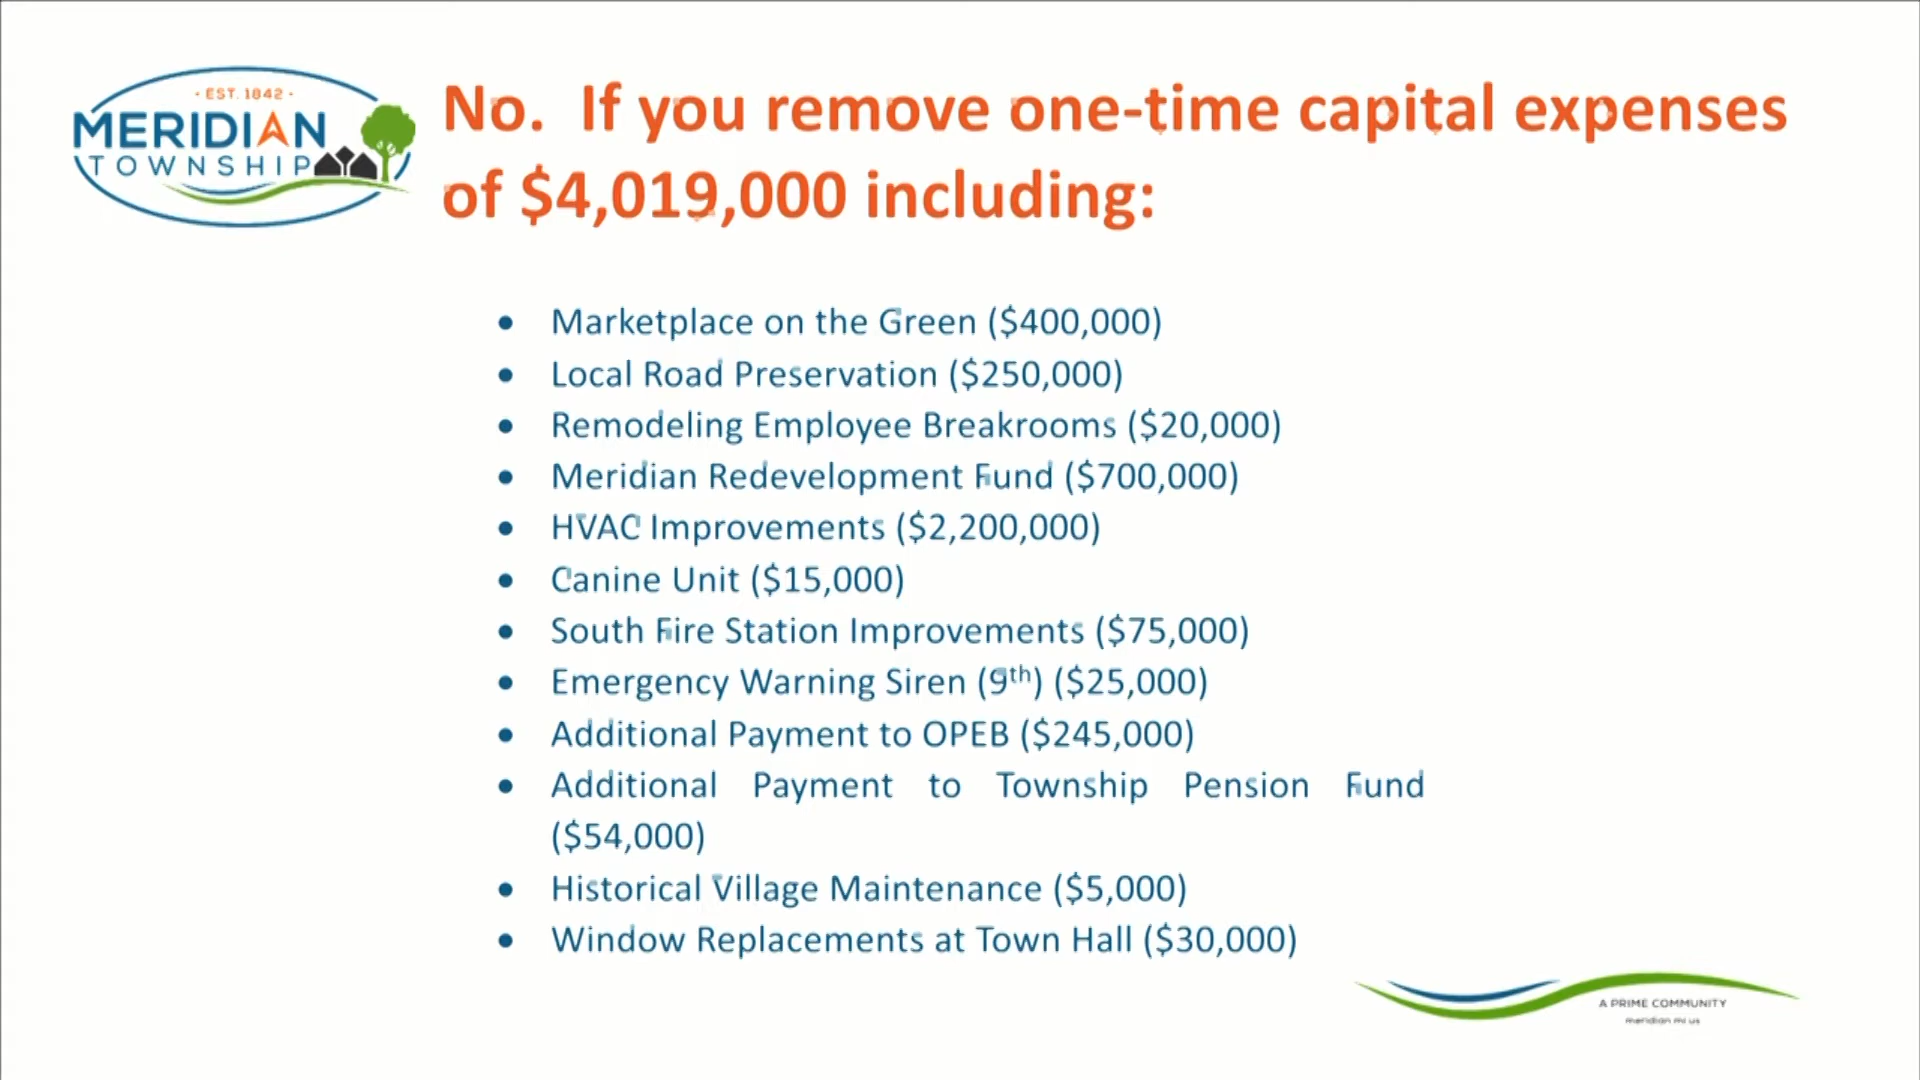 · EST. 1842 ·
MERIDIAN
TOWNSHIP
No. If you remove one-time capital expenses
of $4,019,000 including:
• Marketplace on the Green ($400,000)
• Local Road Preservation ($250,000)
• Remodeling Employee Breakrooms ($20,000)
• Meridian Redevelopment Fund ($700,000)
• HVAC Improvements ($2,200,000)
• Canine Unit ($15,000)
• South Fire Station Improvements ($75,000)
• Emergency Warning Siren (9th) ($25,000)
• Additional Payment to OPEB ($245,000)
• Additional Payment to Township Pension Fund
($54,000)
• Historical Village Maintenance ($5,000)
• Window Replacements at Town Hall ($30,000)
A PRIME COMMUNITY
meridian.mi.us